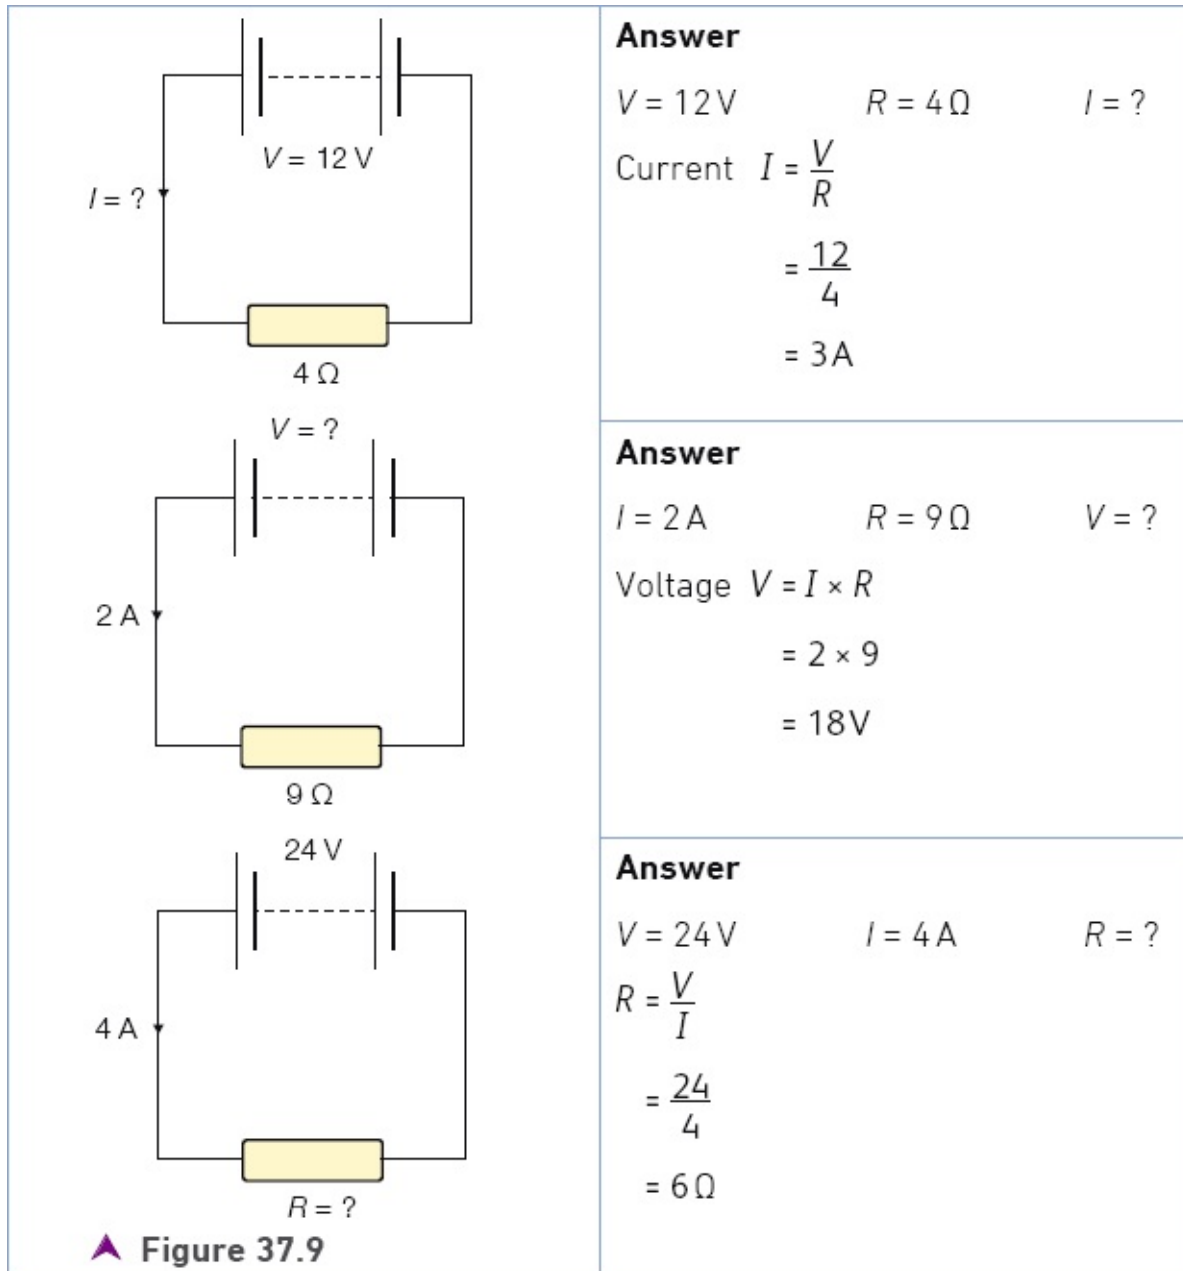 V = 12 V
I = ?
4 Ω
Answer
V = 12 V R = 4 Ω I = ?
Current I = V/R
= 12/4
= 3 A
V = ?
2 A
9 Ω
Answer
I = 2 A R = 9 Ω V = ?
Voltage V = I × R
= 2 × 9
= 18 V
24 V
4 A
R = ?
Answer
V = 24 V I = 4 A R = ?
R = V/I
= 24/4
= 6 Ω
Figure 37.9